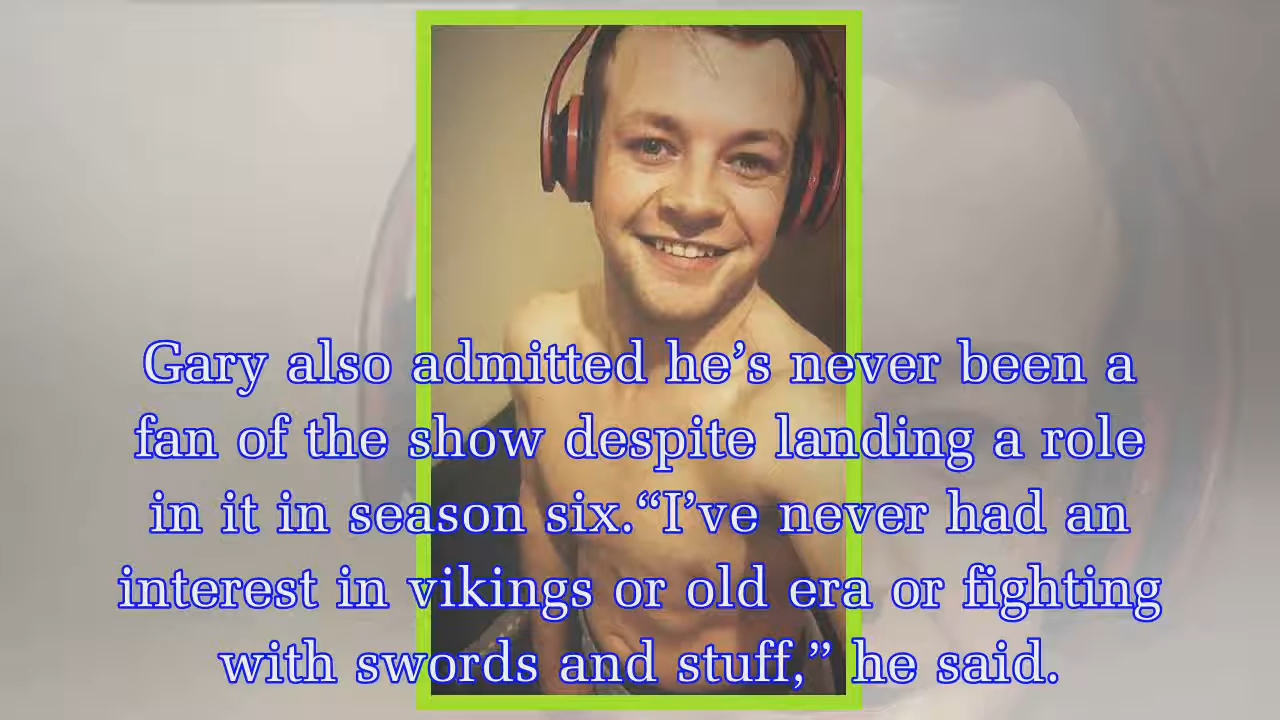 Gary also admitted he’s never been a
fan of the show despite landing a role
in it in season six.“I’ve never had an
interest in vikings or old era or fighting
with swords and stuff,” he said.